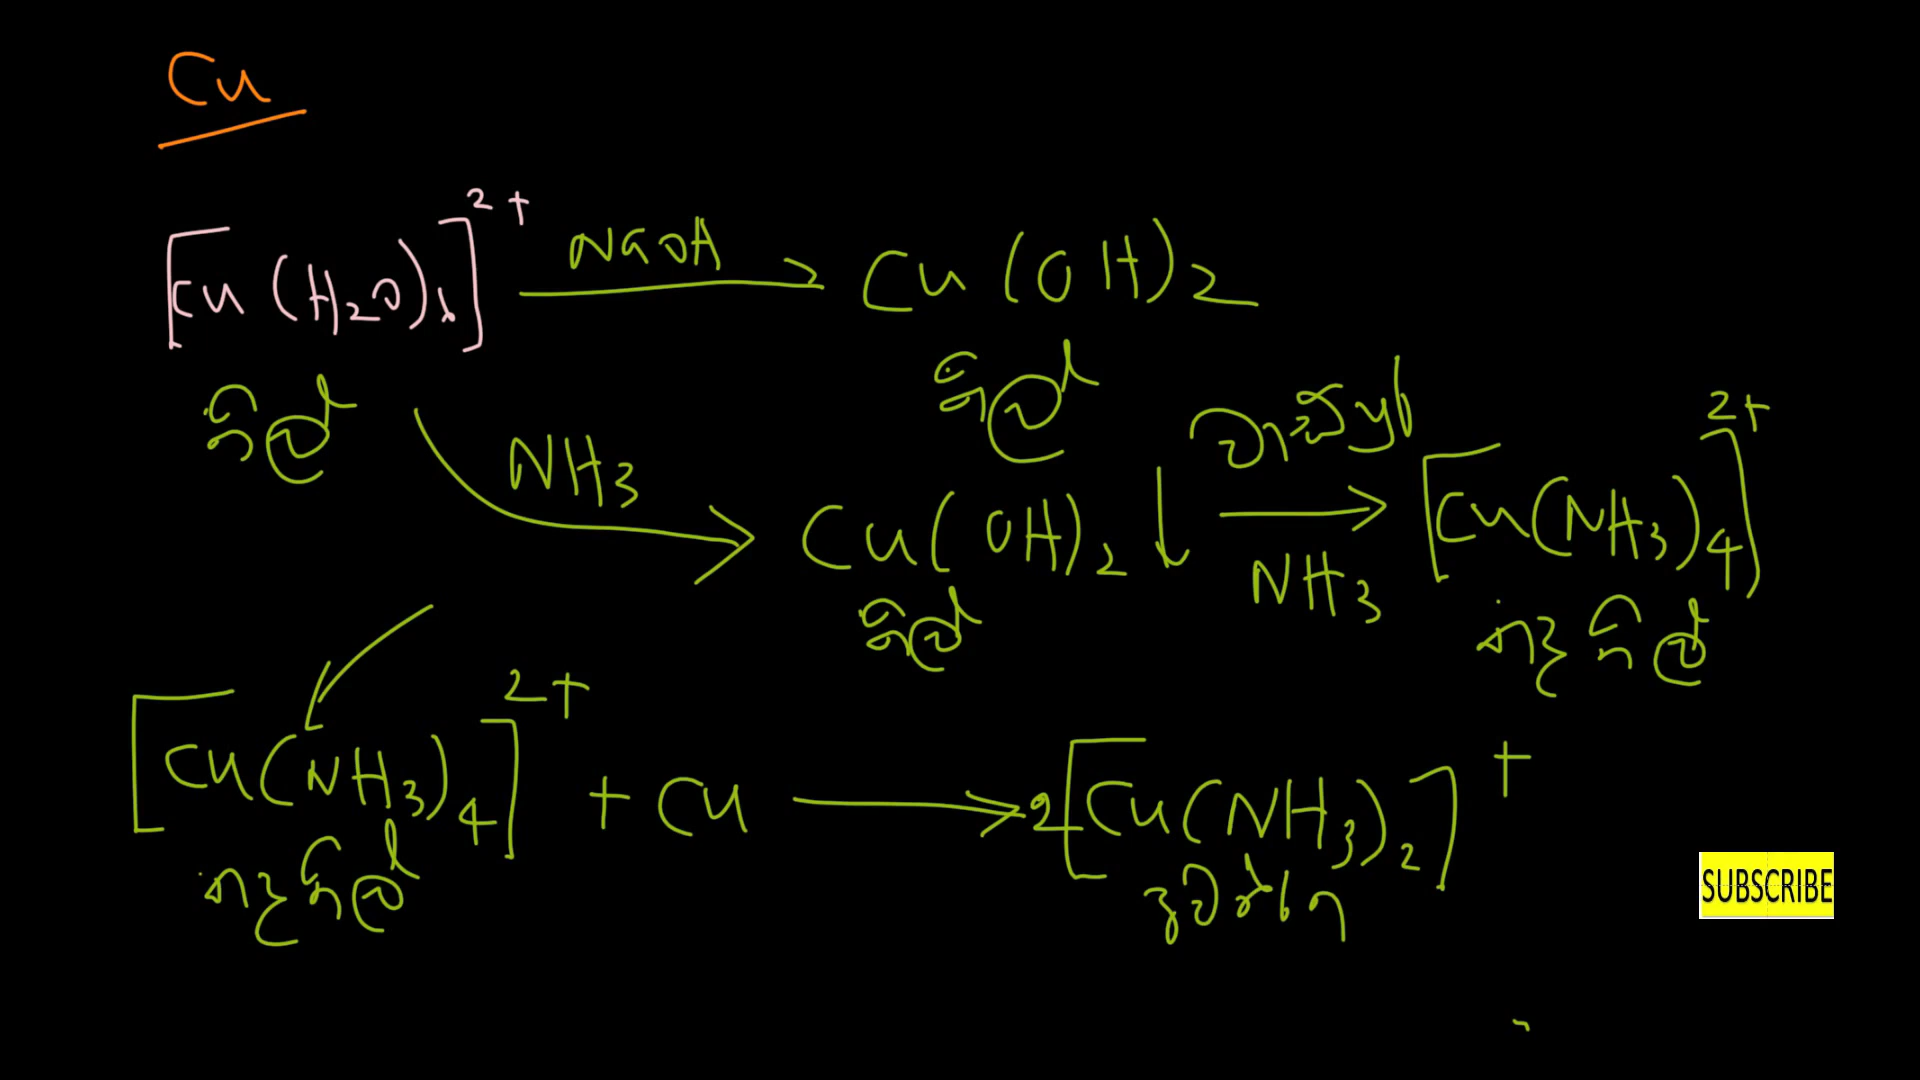 Cu
[Cu(H₂O)₆]²⁺ NaOH → Cu(OH)₂
නිල් නිල්
NH₃ → Cu(OH)₂ ↓ වැඩිපුර NH₃ → [Cu(NH₃)₄]²⁺
නිල් තද නිල්
[Cu(NH₃)₄]²⁺ + Cu → 2[Cu(NH₃)₂]⁺
තද නිල්
SUBSCRIBE